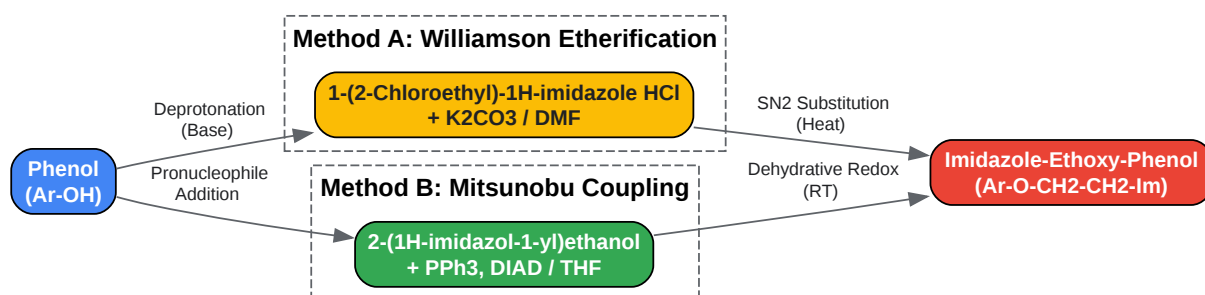 Method A: Williamson Etherification
1-(2-Chloroethyl)-1H-imidazole HCl
+ K2CO3 / DMF
Deprotonation
(Base)
SN2 Substitution
(Heat)
Phenol
(Ar-OH)
Pronucleophile
Addition
Method B: Mitsunobu Coupling
2-(1H-imidazol-1-yl)ethanol
+ PPh3, DIAD / THF
Dehydrative Redox
(RT)
Imidazole-Ethoxy-Phenol
(Ar-O-CH2-CH2-Im)